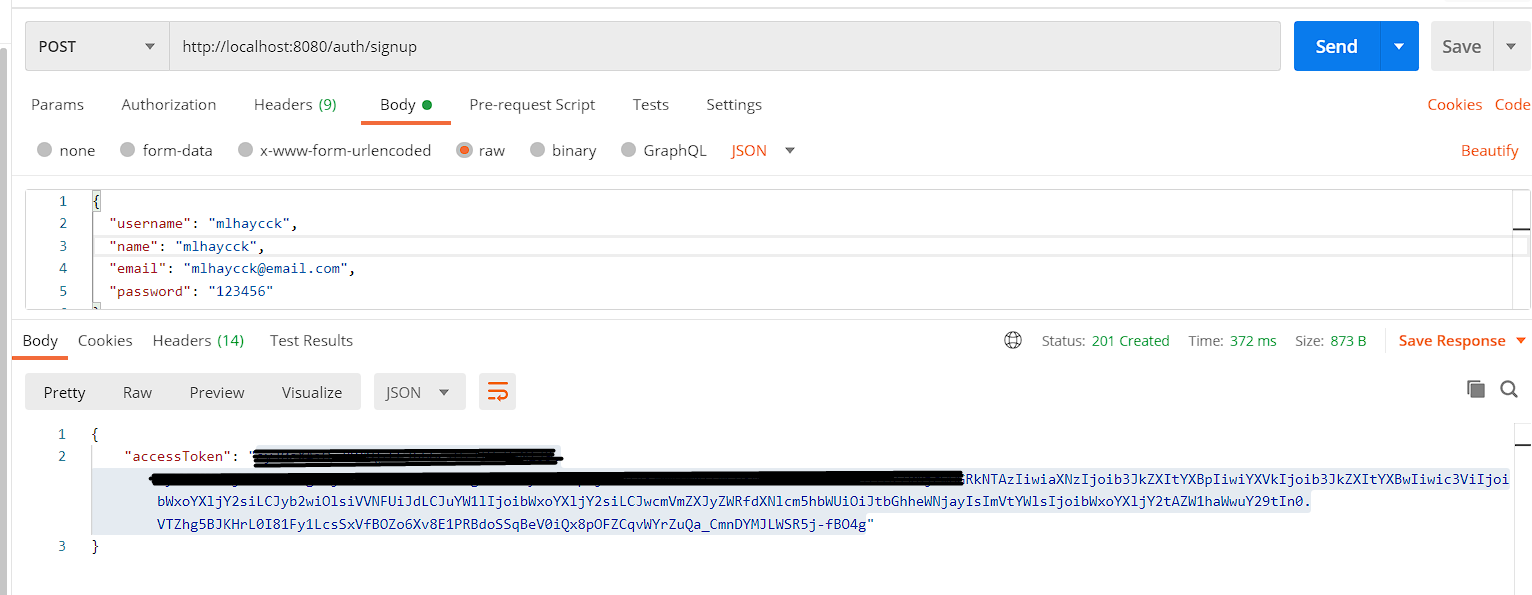 POST http://localhost:8080/auth/signup Send Save
Params Authorization Headers (9) Body Pre-request Script Tests Settings Cookies Code
none form-data x-www-form-urlencoded raw binary GraphQL JSON Beautify
1 {
2 "username": "mlhaycck",
3 "name": "mlhaycck",
4 "email": "mlhaycck@email.com",
5 "password": "123456"
Body Cookies Headers (14) Test Results Status: 201 Created Time: 372 ms Size: 873 B Save Response
Pretty Raw Preview Visualize JSON
1 {
2 "accessToken": "
RkNTAzIiwiaXNzIjoib3JkZXItYXBpIiwiYXVkIjoib3JkZXItYXBwIiwic3ViIjoi
bWxoYXljY2siLCJyb2wiOlsiVVNFUiJdLCJuYW1lIjoibWxoYXljY2siLCJwcmVmZXJyZWRfdXNlcm5hbWUiOiJtbGhheWNjayIsImVtYWlsIjoibWxoYXljY2tAZW1haWwuY29tIn0.
VTZhg5BJKHrL0I81Fy1LcsSxVfBOZo6Xv8E1PRBdoSSqBeV0iQx8pOFZCqvWYrZuQa_CmnDYMJLWSR5j-fBO4g"
3 }